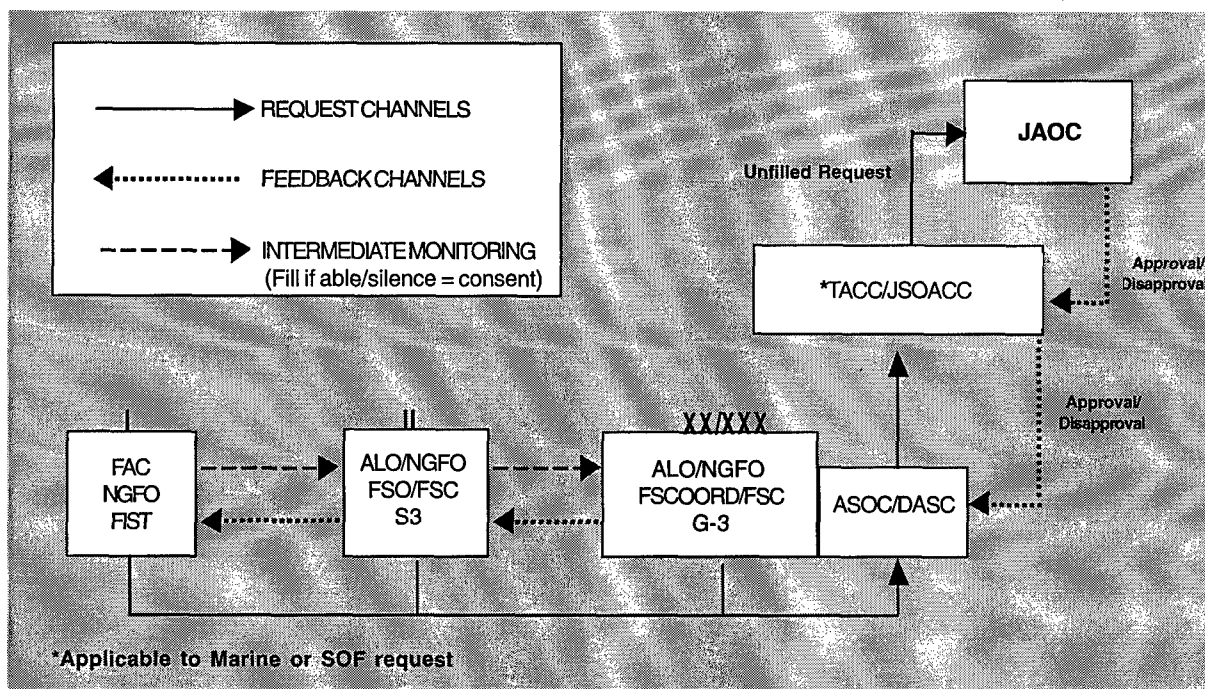 REQUEST CHANNELS
FEEDBACK CHANNELS
INTERMEDIATE MONITORING
(Fill if able/silence = consent)
JAOC
Unfilled Request
*TACC/JSOACC
Approval/
Disapproval
Approval/
Disapproval
I
FAC
NGFO
FIST
II
ALO/NGFO
FSO/FSC
S3
XX/XXX
ALO/NGFO
FSCOORD/FSC
G-3
ASOC/DASC
*Applicable to Marine or SOF request